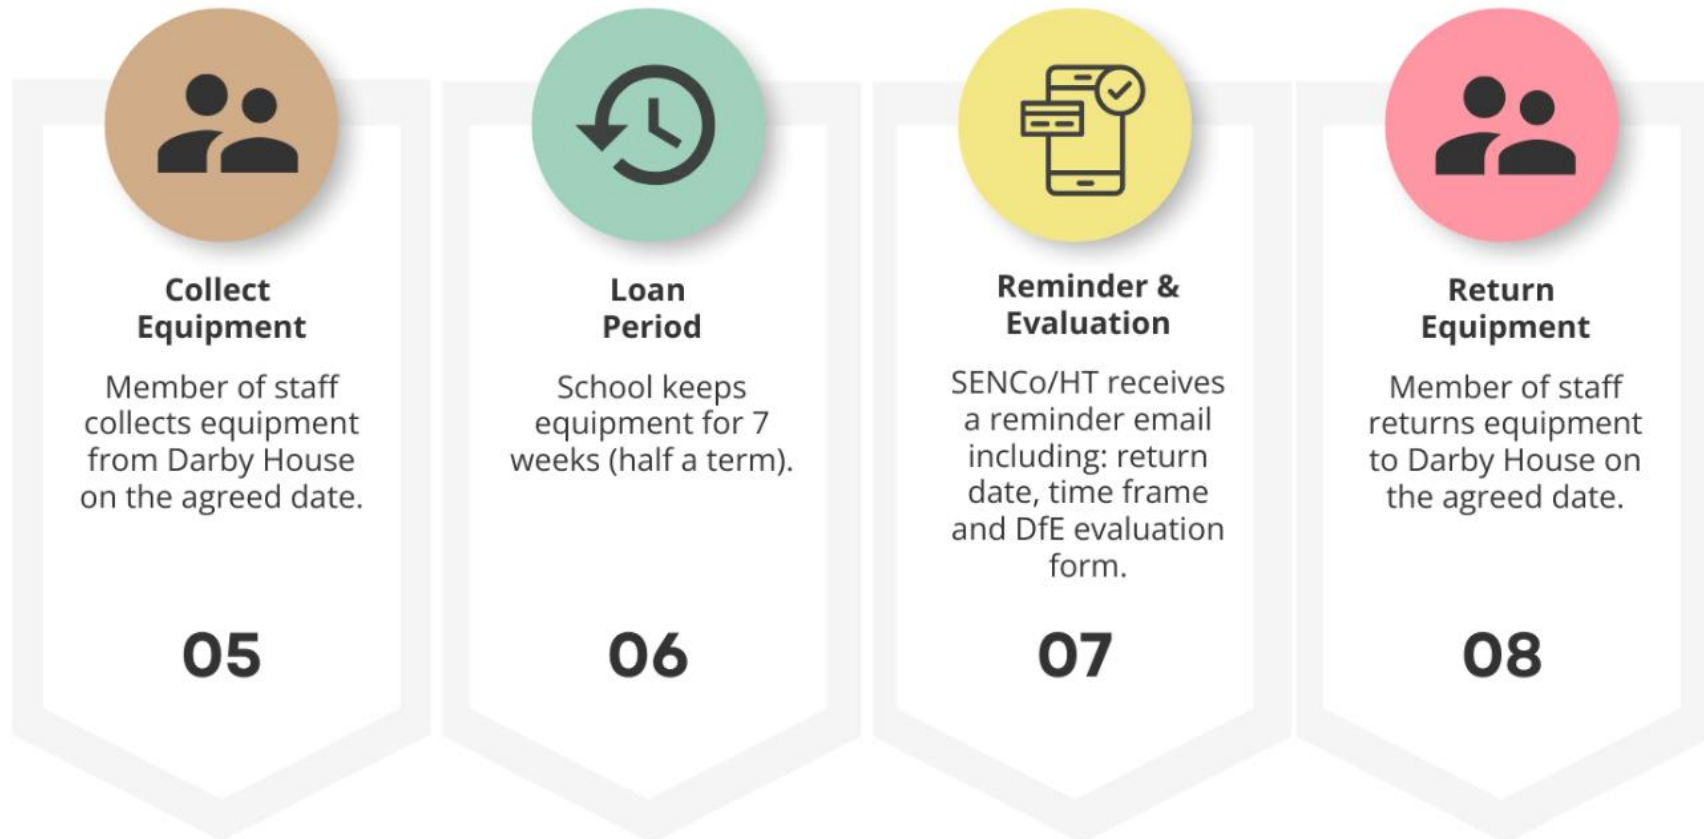 Collect
Equipment
Member of staff
collects equipment
from Darby House
on the agreed date.
05
Loan
Period
School keeps
equipment for 7
weeks (half a term).
06
Reminder &
Evaluation
SENCo/HT receives
a reminder email
including: return
date, time frame
and DfE evaluation
form.
07
Return
Equipment
Member of staff
returns equipment
to Darby House on
the agreed date.
08